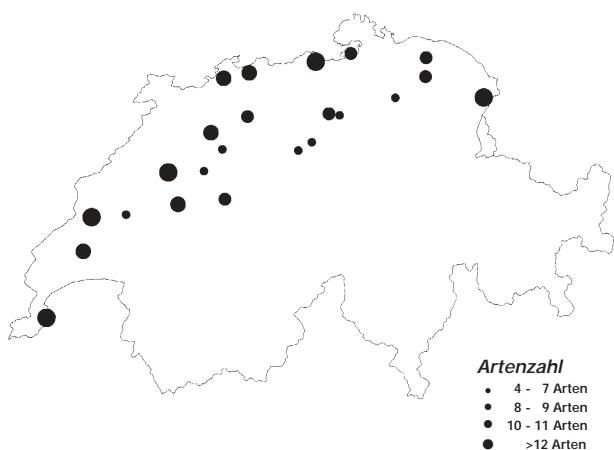 Artenzahl
4 - 7 Arten
8 - 9 Arten
10 - 11 Arten
>12 Arten